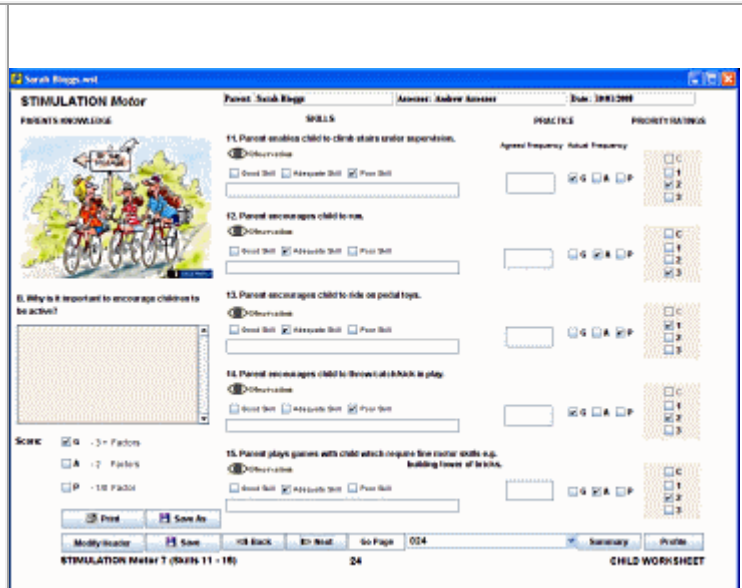 Sarah Bloggs.wst
STIMULATION Motor
Parent: Sarah Bloggs
Assessor: Andrew Assessor
Date:
PARENTS KNOWLEDGE
SKILLS
PRACTICE
PRIORITY RATINGS
11. Parent enables child to climb stairs under supervision.
Agreed Frequency Actual Frequency
Observation
Good Skill Adequate Skill Poor Skill
G A P
C
1
2
3
12. Parent encourages child to run.
Observation
Good Skill Adequate Skill Poor Skill
G A P
C
1
2
3
B. Why is it important to encourage children to
be active?
13. Parent encourages child to ride on pedal toys.
Observation
Good Skill Adequate Skill Poor Skill
G A P
C
1
2
3
14. Parent encourages child to throw/catch/kick in play.
Observation
Good Skill Adequate Skill Poor Skill
G A P
C
1
2
3
Score:
G - 3+ Factors
A - 2 Factors
P - 1/0 Factor
15. Parent plays games with child which require fine motor skills e.g.
building tower of bricks.
Observation
Good Skill Adequate Skill Poor Skill
G A P
C
1
2
3
Print Save As
Modify Header Save Back Next Go Page 024 Summary Profile
STIMULATION Motor 7 (Skills 11 - 15) 24 CHILD WORKSHEET